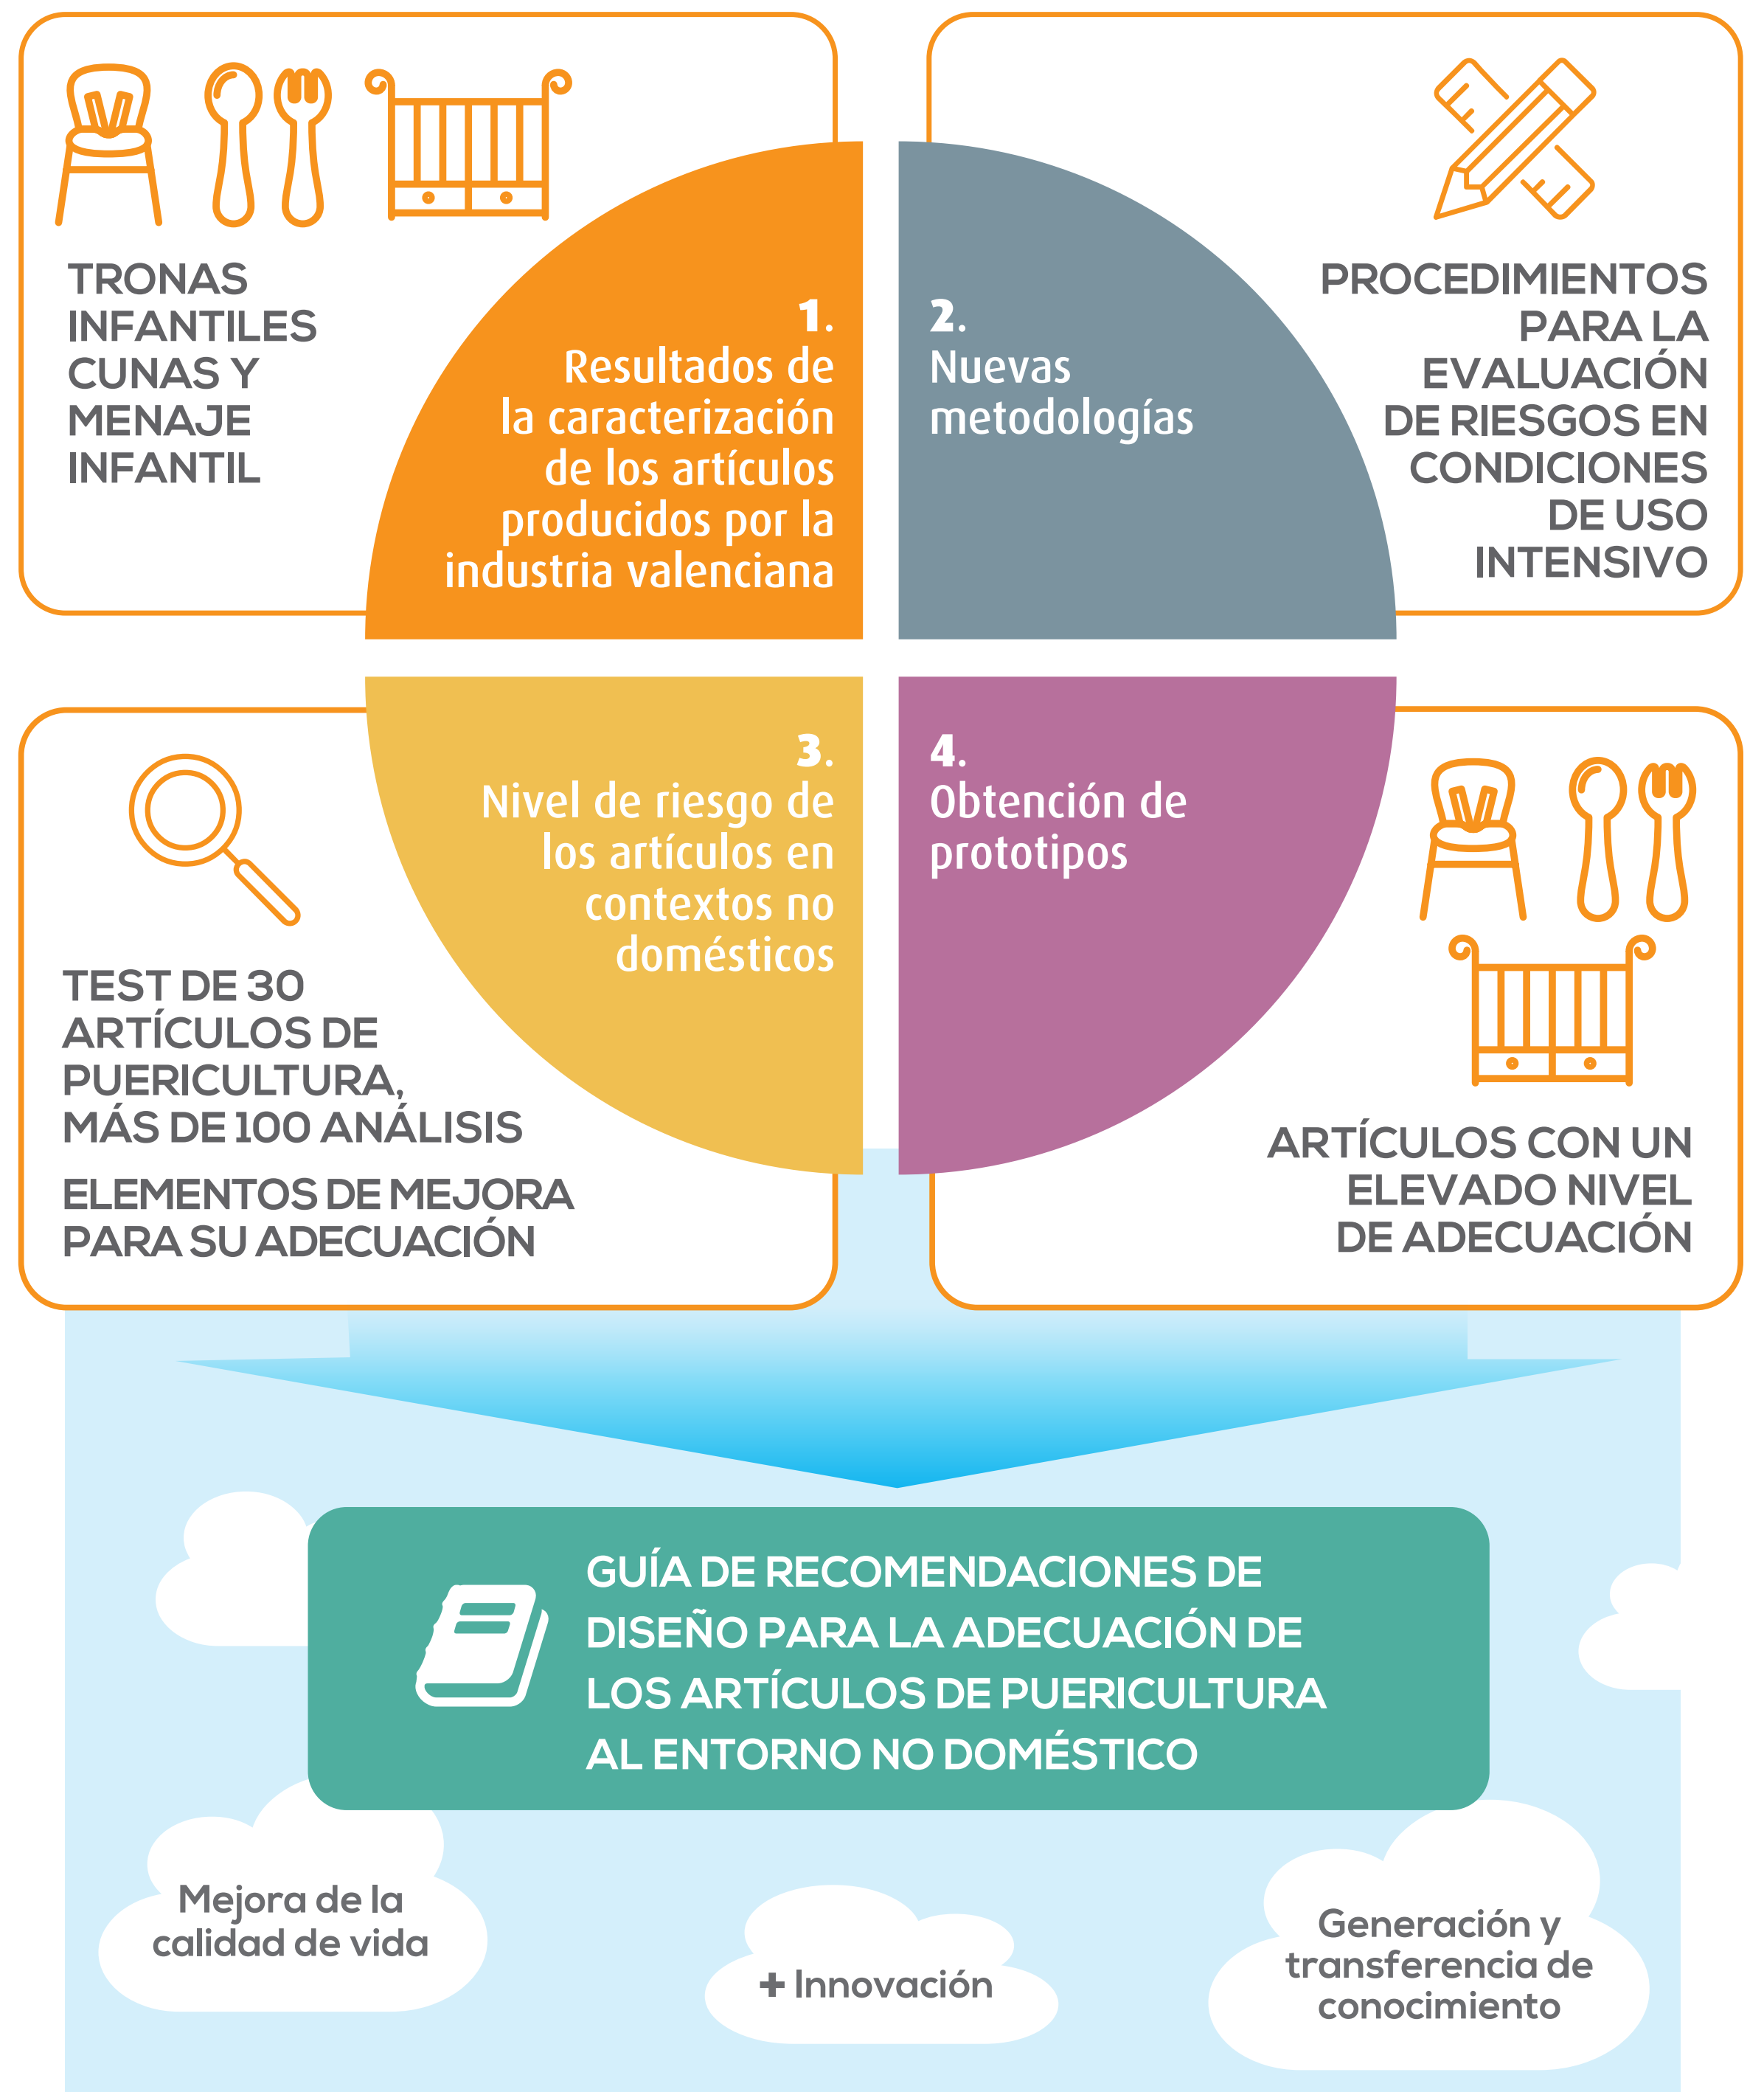 TRONAS
INFANTILES
CUNAS Y
MENAJE
INFANTIL
1.
Resultados de
la caracterización
de los artículos
producidos por la
industria valenciana
2.
Nuevas
metodologías
PROCEDIMIENTOS
PARA LA
EVALUACIÓN
DE RIESGOS EN
CONDICIONES
DE USO
INTENSIVO
3.
Nivel de riesgo de
los artículos en
contextos no
domésticos
TEST DE 30
ARTÍCULOS DE
PUERICULTURA,
MÁS DE 100 ANÁLISIS
ELEMENTOS DE MEJORA
PARA SU ADECUACIÓN
4.
Obtención de
prototipos
ARTÍCULOS CON UN
ELEVADO NIVEL
DE ADECUACIÓN
GUÍA DE RECOMENDACIONES DE
DISEÑO PARA LA ADECUACIÓN DE
LOS ARTÍCULOS DE PUERICULTURA
AL ENTORNO NO DOMÉSTICO
Mejora de la
calidad de vida
+ Innovación
Generación y
transferencia de
conocimiento